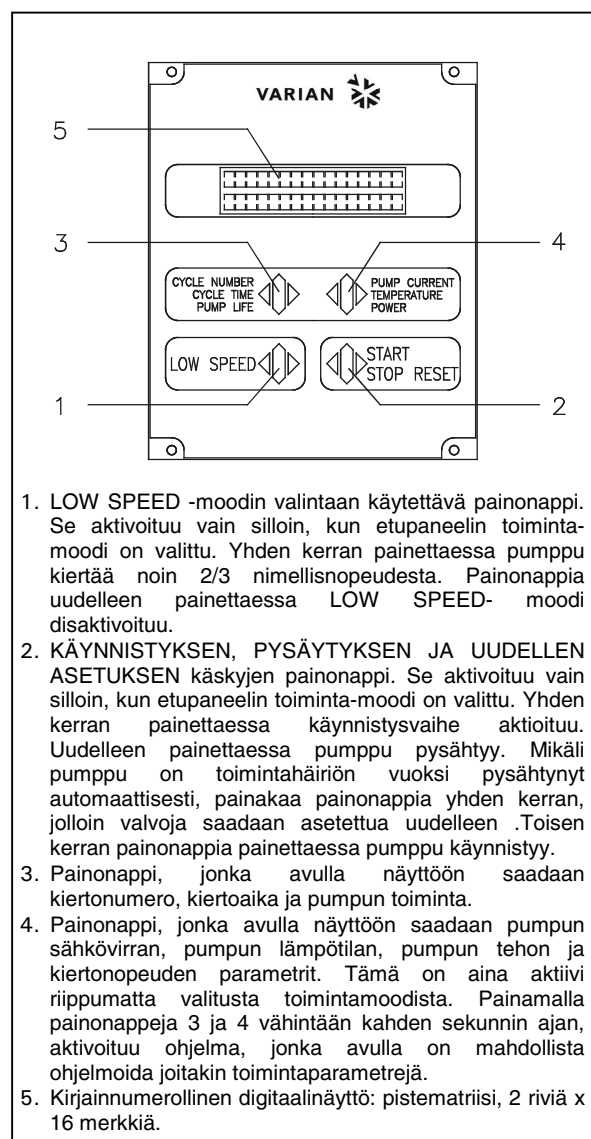 VARIAN
5
3
4
CYCLE NUMBER
CYCLE TIME
PUMP LIFE
PUMP CURRENT
TEMPERATURE
POWER
LOW SPEED
START
STOP RESET
1
2
1. LOW SPEED -moodin valintaan käytettävä painonappi.
Se aktivoituu vain silloin, kun etupaneelin toiminta-
moodi on valittu. Yhden kerran painettaessa pumppu
kiertää noin 2/3 nimellisnopeudesta. Painonappia
uudelleen painettaessa LOW SPEED- moodi
disaktivoituu.
2. KÄYNNISTYKSEN, PYSÄYTYKSEN JA UUDELLEN
ASETUKSEN käskyjen painonappi. Se aktivoituu vain
silloin, kun etupaneelin toiminta-moodi on valittu. Yhden
kerran painettaessa käynnistysvaihe aktioituu.
Uudelleen painettaessa pumppu pysähtyy. Mikäli
pumppu on toimintahäiriön vuoksi pysähtynyt
automaattisesti, painakaa painonappia yhden kerran,
jolloin valvoja saadaan asetettua uudelleen .Toisen
kerran painonappia painettaessa pumppu käynnistyy.
3. Painonappi, jonka avulla näyttöön saadaan
kiertonumero, kiertoaika ja pumpun toiminta.
4. Painonappi, jonka avulla näyttöön saadaan pumpun
sähkövirran, pumpun lämpötilan, pumpun tehon ja
kiertonopeuden parametrit. Tämä on aina aktiivi
riippumatta valitusta toimintamoodista. Painamalla
painonappeja 3 ja 4 vähintään kahden sekunnin ajan,
aktivoituu ohjelma, jonka avulla on mahdollista
ohjelmoida joitakin toimintaparametrejä.
5. Kirjainnumerollinen digitaalinäyttö: pistematriisi, 2 riviä x
16 merkkiä.